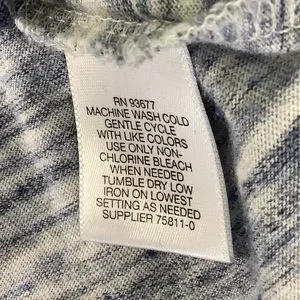 RN 93677
MACHINE WASH COLD
GENTLE CYCLE
WITH LIKE COLORS
USE ONLY NON-
CHLORINE BLEACH
WHEN NEEDED
TUMBLE DRY LOW
IRON ON LOWEST
SETTING AS NEEDED
SUPPLIER 75811-0